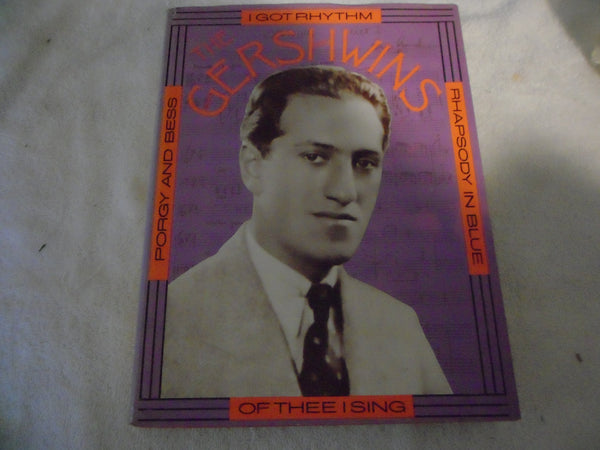 I GOT RHYTHM
THE
GERSHWINS
PORGY AND BESS
RHAPSODY IN BLUE
OF THEE I SING